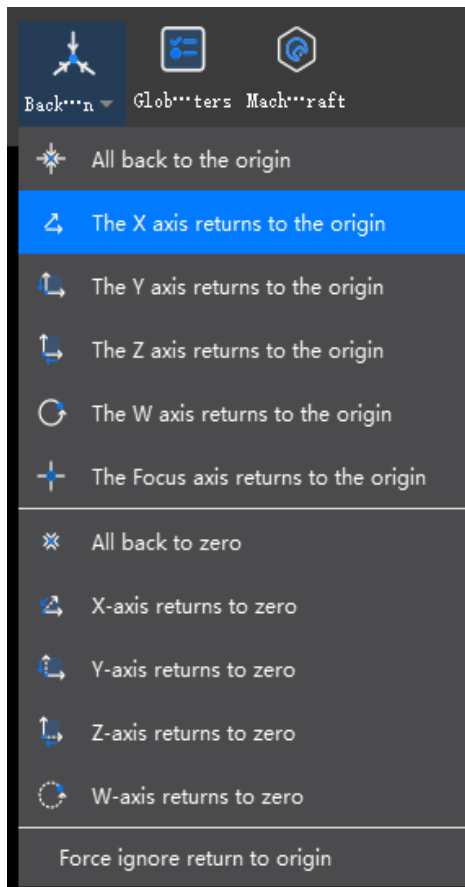 Back···n
Glob···ters
Mach···raft
All back to the origin
The X axis returns to the origin
The Y axis returns to the origin
The Z axis returns to the origin
The W axis returns to the origin
The Focus axis returns to the origin
All back to zero
X-axis returns to zero
Y-axis returns to zero
Z-axis returns to zero
W-axis returns to zero
Force ignore return to origin